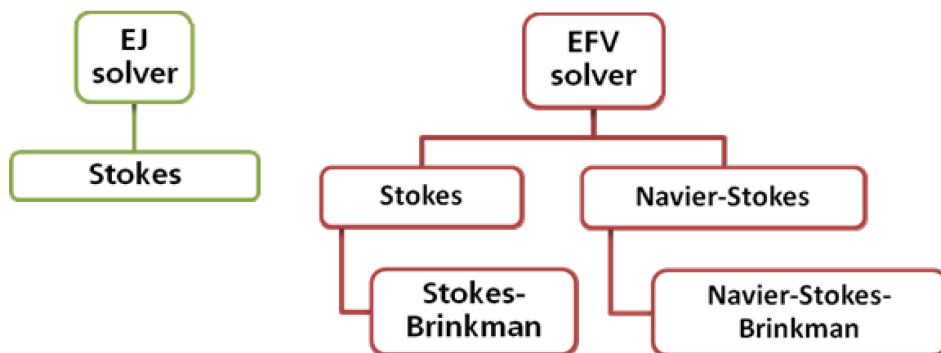 EJ
solver
Stokes
EFV
solver
Stokes
Navier-Stokes
Stokes-
Brinkman
Navier-Stokes-
Brinkman